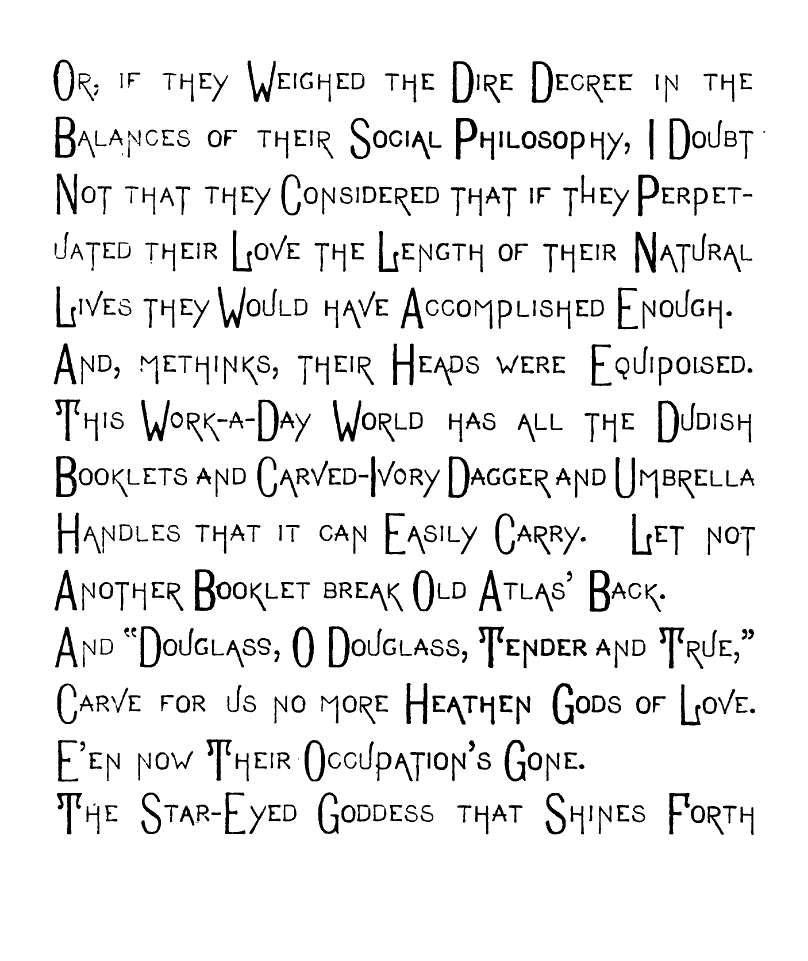 Or, if they Weighed the Dire Decree in the
Balances of their Social Philosophy, I Doubt
Not that they Considered that if they Perpet-
uated their Love the Length of their Natural
Lives they Would have Accomplished Enough.
And, methinks, their Heads were Equipoised.
This Work-a-Day World has all the Dudish
Booklets and Carved-Ivory Dagger and Umbrella
Handles that it can Easily Carry. Let not
Another Booklet break Old Atlas' Back.
And "Douglass, O Douglass, Tender and True,"
Carve for us no more Heathen Gods of Love.
E'en now Their Occupation's Gone.
The Star-Eyed Goddess that Shines Forth